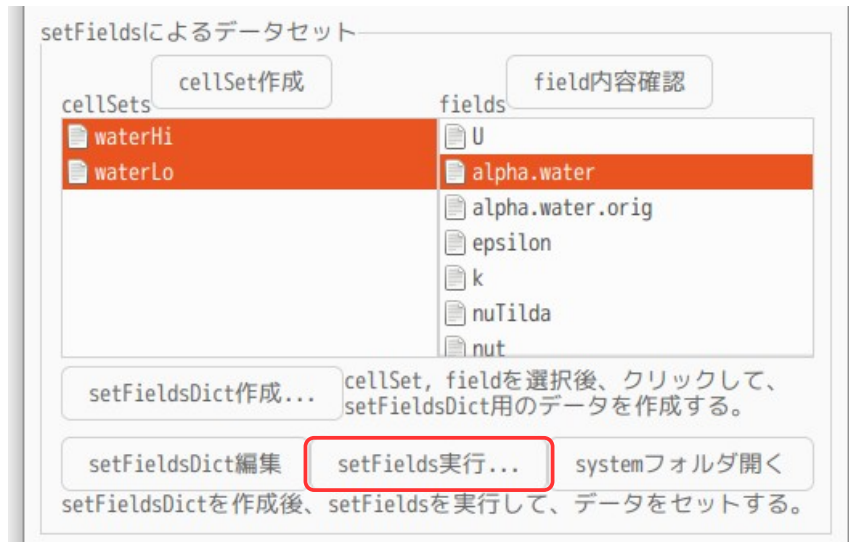 setFieldsによるデータセット
cellSet作成
field内容確認
cellSets
fields
waterHi
waterLo
U
alpha.water
alpha.water.orig
epsilon
k
nuTilda
nut
setFieldsDict作成...
cellSet, fieldを選択後、クリックして、
setFieldsDict用のデータを作成する。
setFieldsDict編集
setFields実行...
systemフォルダ開く
setFieldsDictを作成後、setFieldsを実行して、データをセットする。